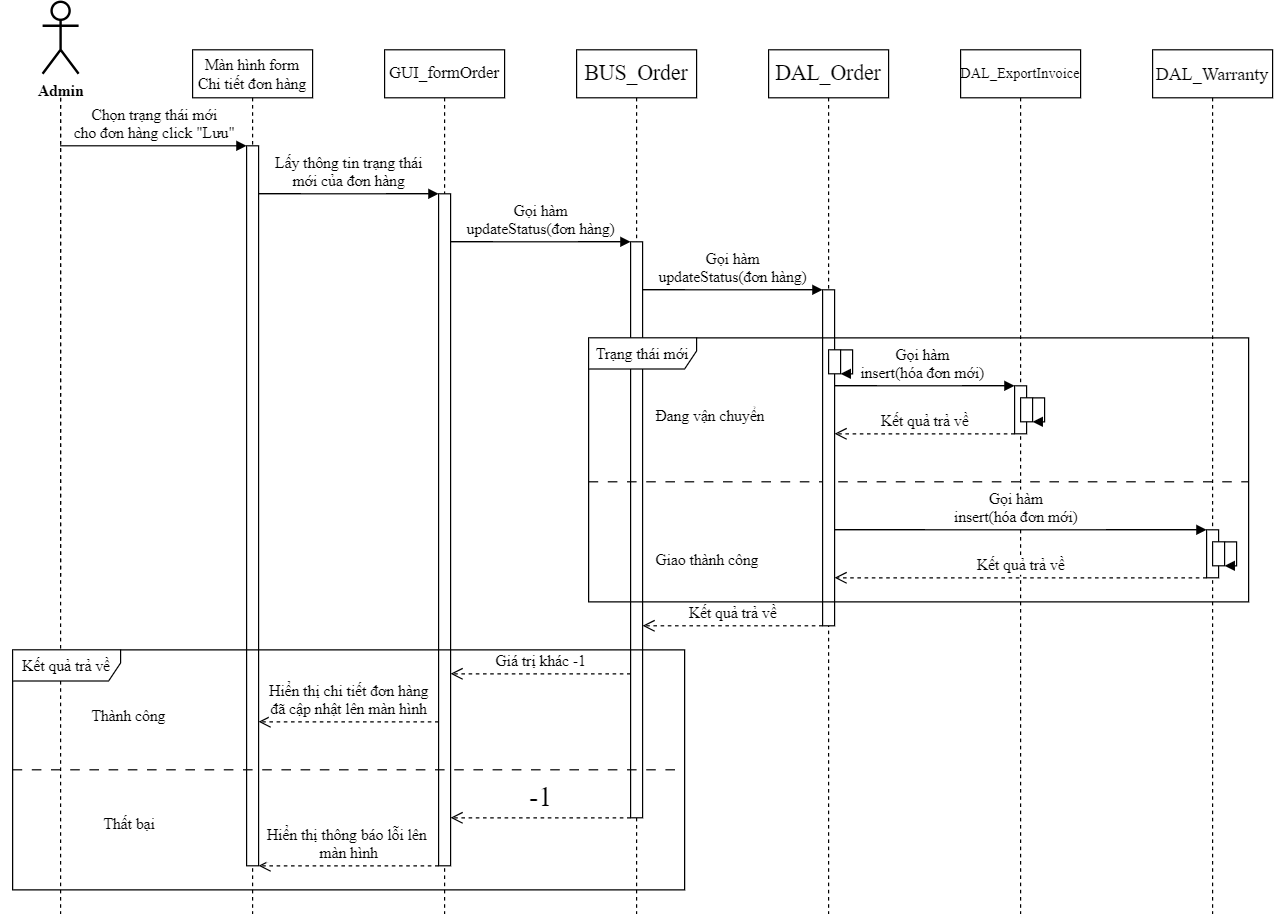 Admin
Màn hình form
Chi tiết đơn hàng
GUI_formOrder
BUS_Order
DAL_Order
DAL_ExportInvoice
DAL_Warranty
Chọn trạng thái mới
cho đơn hàng click "Lưu"
Lấy thông tin trạng thái
mới của đơn hàng
Gọi hàm
updateStatus(đơn hàng)
Gọi hàm
updateStatus(đơn hàng)
Trạng thái mới
Gọi hàm
insert(hóa đơn mới)
Đang vận chuyển
Kết quả trả về
Gọi hàm
insert(hóa đơn mới)
Giao thành công
Kết quả trả về
Kết quả trả về
Kết quả trả về
Giá trị khác -1
Hiển thị chi tiết đơn hàng
đã cập nhật lên màn hình
Thành công
-1
Thất bại
Hiển thị thông báo lỗi lên
màn hình